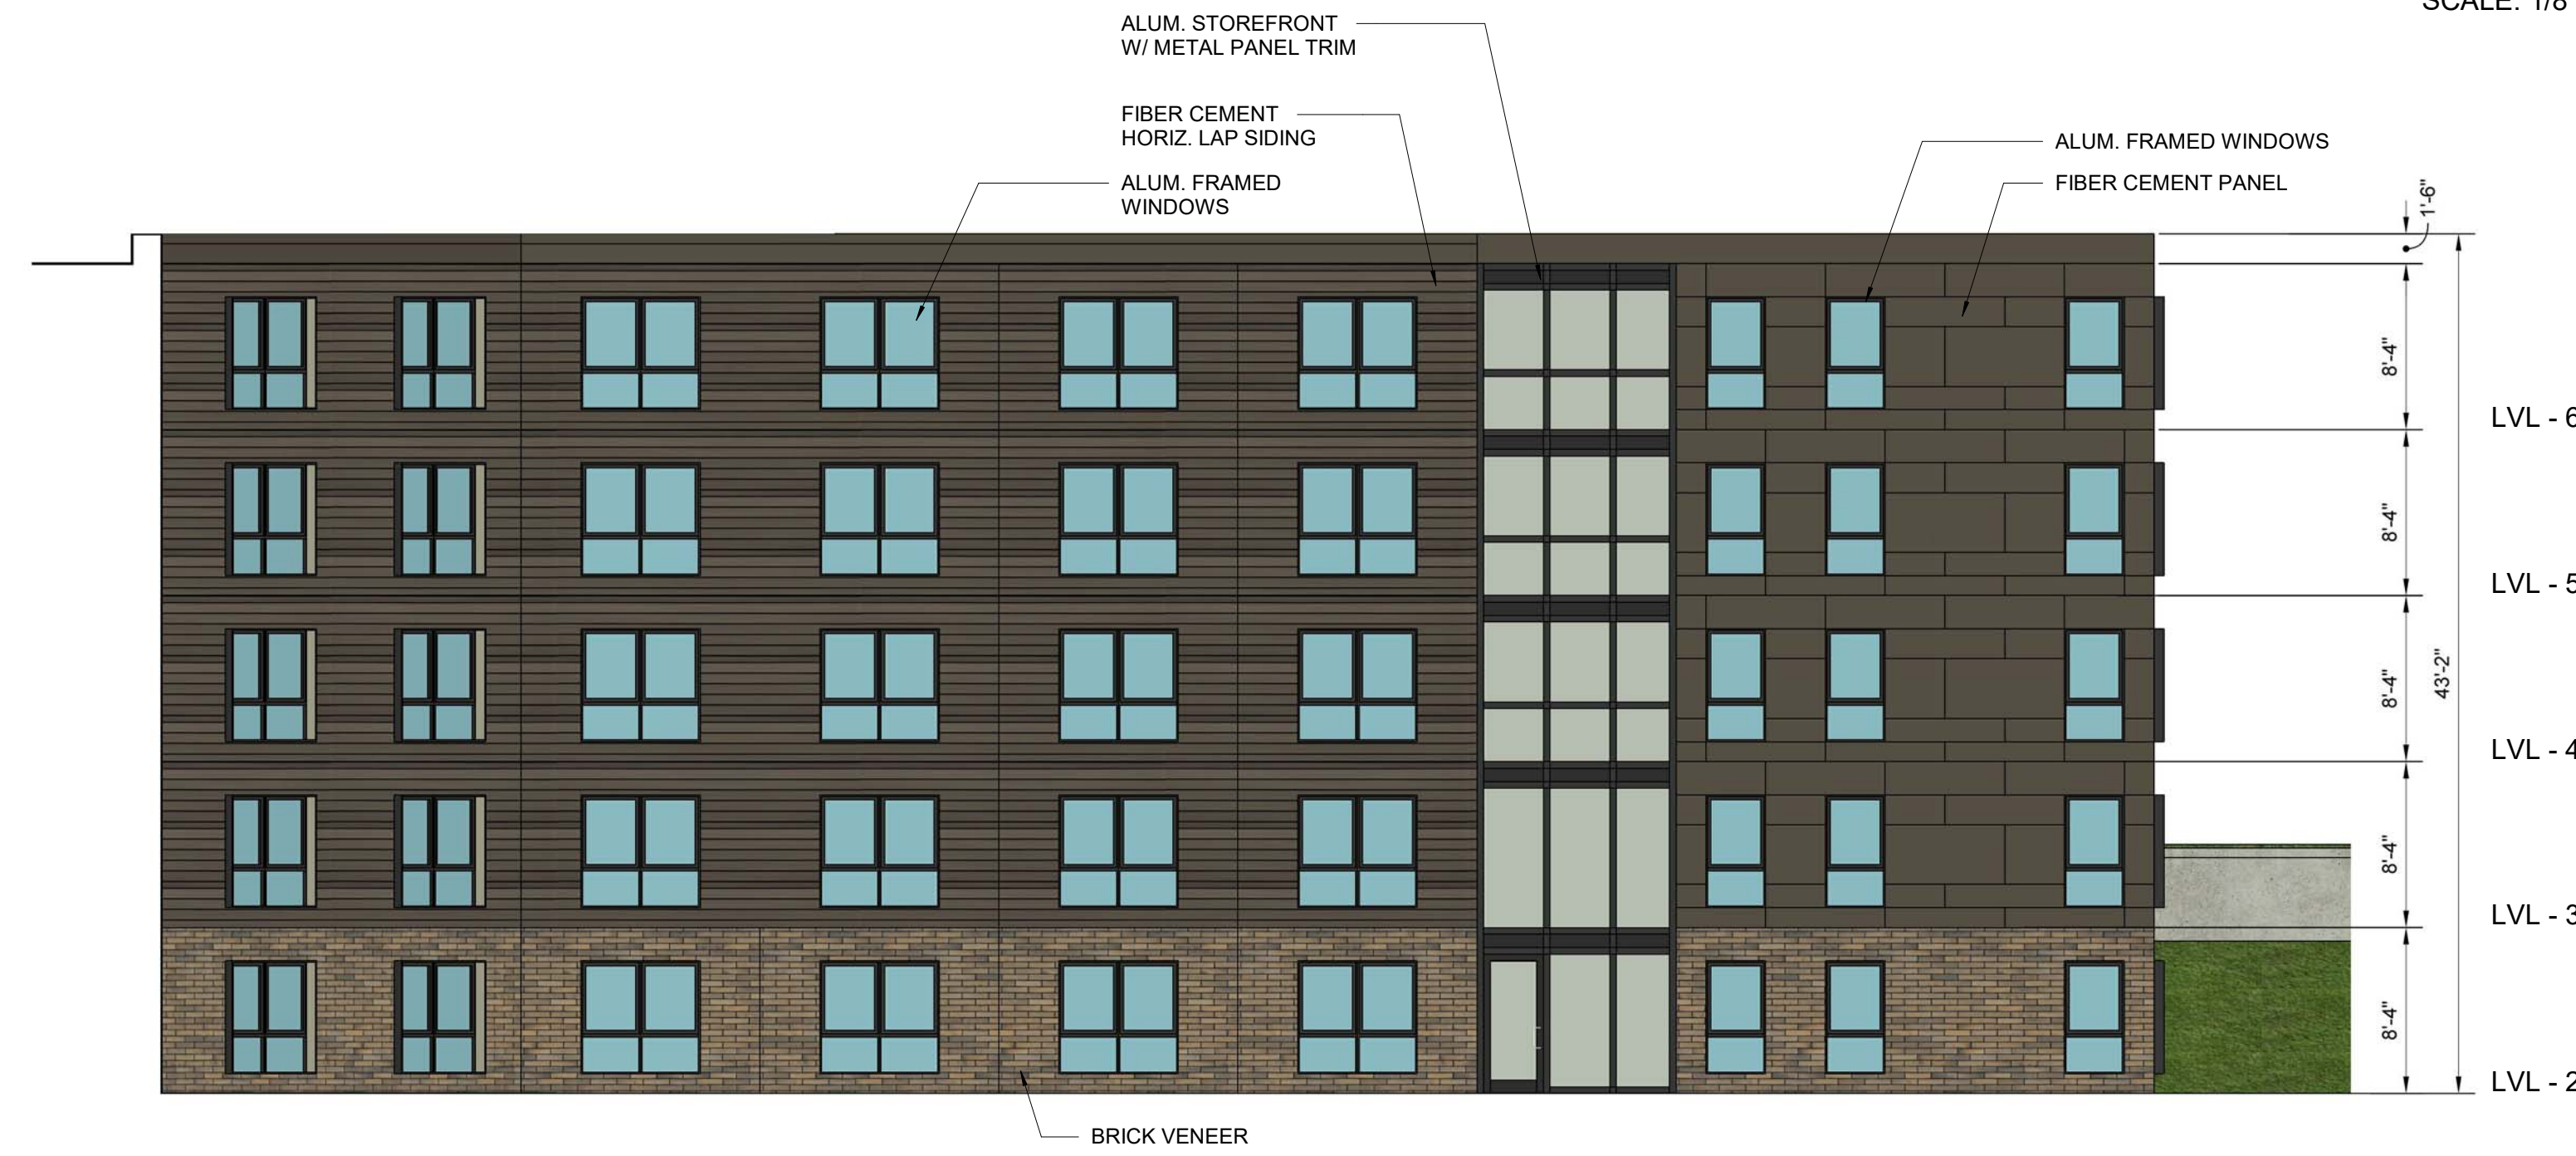 SCALE: 1/8
ALUM. STOREFRONT
W/ METAL PANEL TRIM
FIBER CEMENT
HORIZ. LAP SIDING
ALUM. FRAMED
WINDOWS
ALUM. FRAMED WINDOWS
FIBER CEMENT PANEL
1'-6"
8'-4"
LVL - 6
8'-4"
LVL - 5
8'-4"
43'-2"
LVL - 4
8'-4"
LVL - 3
8'-4"
LVL - 2
BRICK VENEER